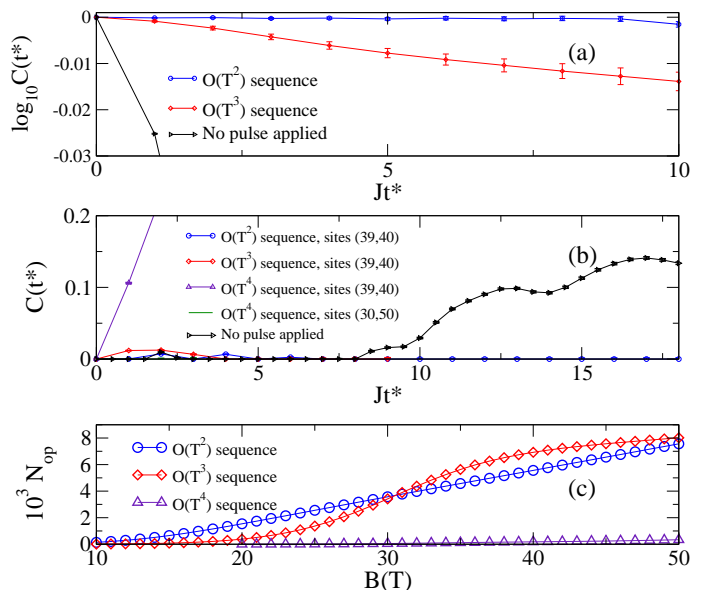 0
-0.01
-0.02
-0.03
log₁₀C(t*)
(a)
O(T²) sequence
O(T³) sequence
No pulse applied
0 5 10
Jt*
0.2
0.1
0
C(t*)
(b)
O(T²) sequence, sites (39,40)
O(T³) sequence, sites (39,40)
O(T⁴) sequence, sites (39,40)
O(T⁴) sequence, sites (30,50)
No pulse applied
0 5 10 15
Jt*
8
6
4
2
0
10³ N_op
(c)
O(T²) sequence
O(T³) sequence
O(T⁴) sequence
10 20 30 40 50
B(T)